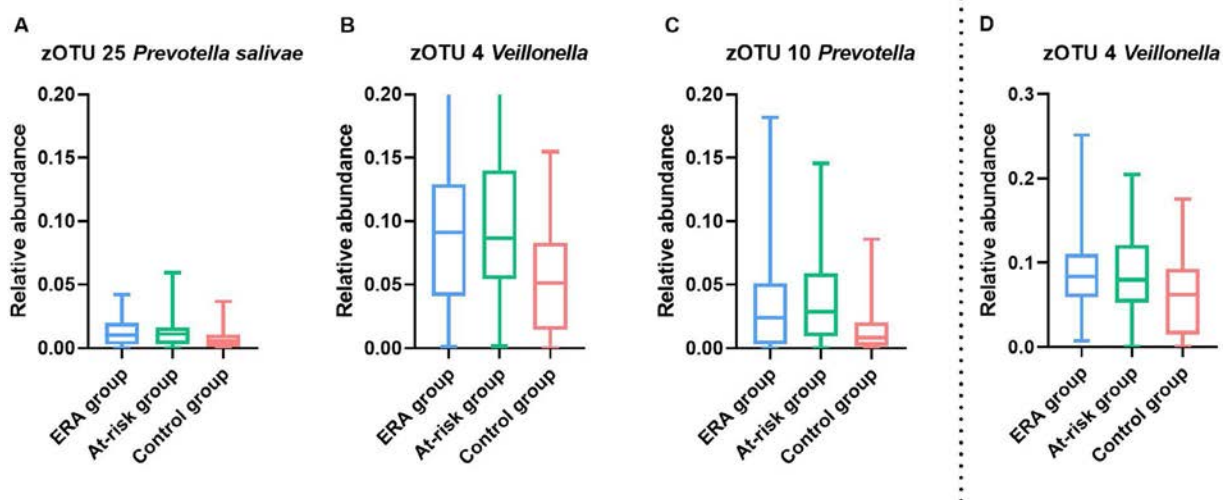 A
zOTU 25 Prevotella salivae
Relative abundance
0.20
0.15
0.10
0.05
0.00
ERA group
At-risk group
Control group
B
zOTU 4 Veillonella
Relative abundance
0.20
0.15
0.10
0.05
0.00
ERA group
At-risk group
Control group
C
zOTU 10 Prevotella
Relative abundance
0.20
0.15
0.10
0.05
0.00
ERA group
At-risk group
Control group
D
zOTU 4 Veillonella
Relative abundance
0.3
0.2
0.1
0.0
ERA group
At-risk group
Control group